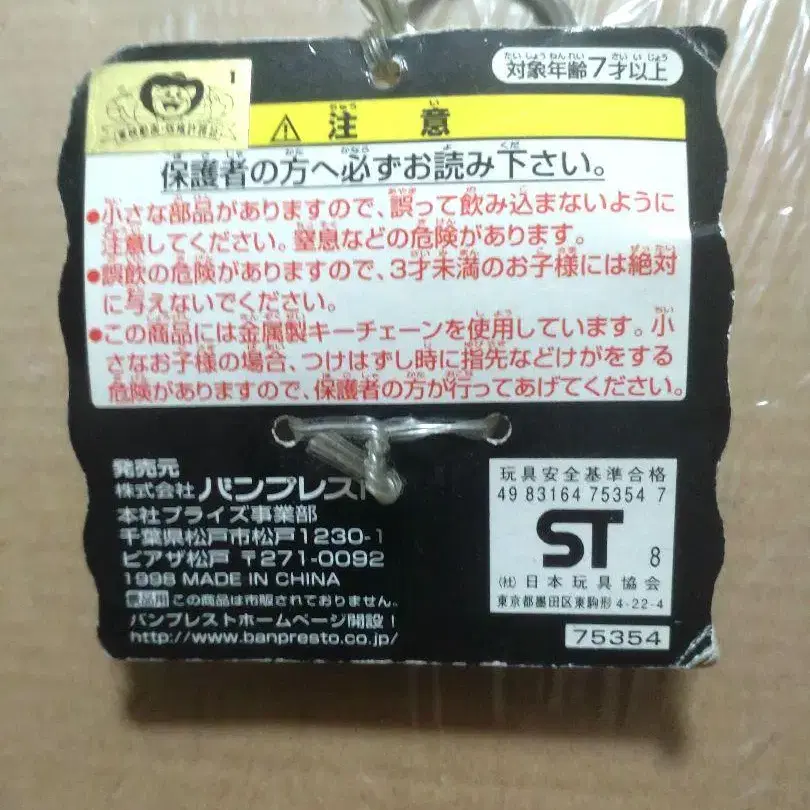 1
対象年齢7才以上
注意
保護者の方へ必ずお読み下さい。
●小さな部品がありますので、誤って飲み込まないように
注意してください。窒息などの危険があります。
●誤飲の危険がありますので、3才未満のお子様には絶対
に与えないでください。
●この商品には金属製キーチェーンを使用しています。小
さなお子様の場合、つけはずし時に指先などけがをする
危険がありますので、保護者の方が行ってあげてください。
発売元
株式会社 バンプレスト
本社プライズ事業部
千葉県松戸市松戸1230-1
ピアザ松戸 〒271-0092
1998 MADE IN CHINA
景品用 この商品は市販されておりません。
バンプレストホームページ開設!
http://www.banpresto.co.jp/
玩具安全基準合格
49 83164 75354 7
ST 8
(社)日本玩具協会
東京都墨田区東駒形4-22-4
75354